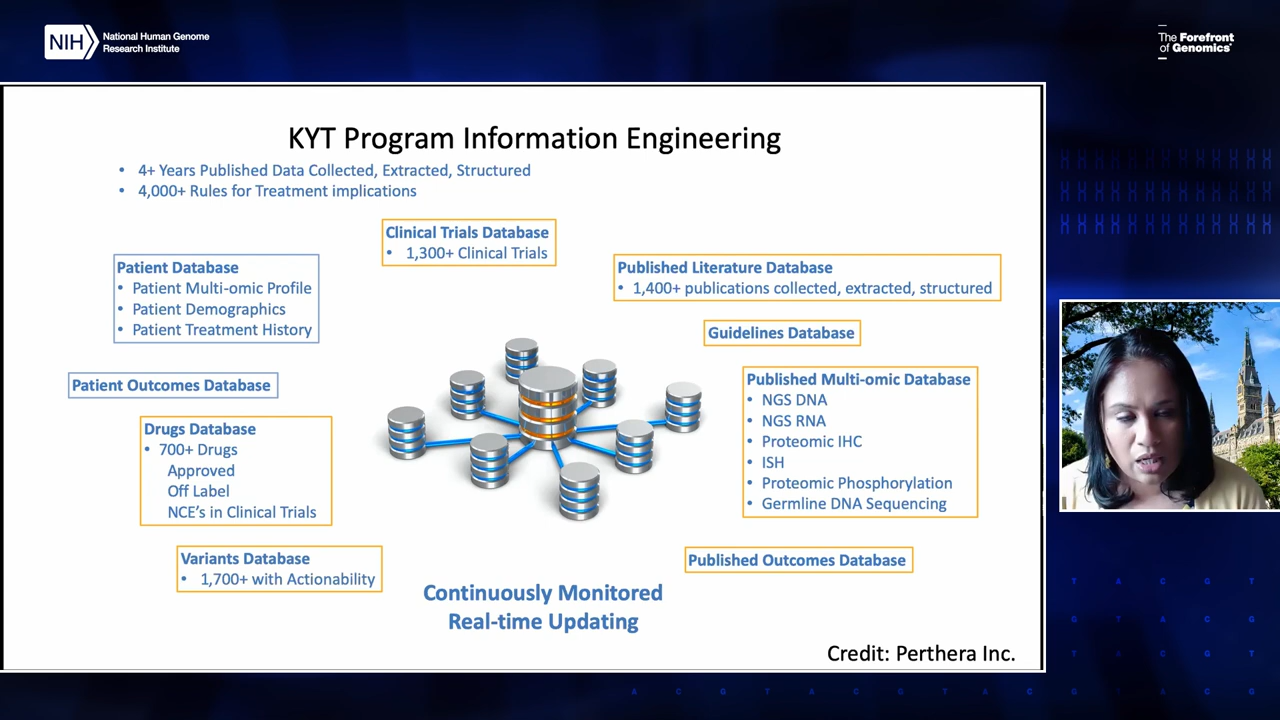 NIH
National Human Genome
Research Institute
The Forefront
of Genomics®
KYT Program Information Engineering
• 4+ Years Published Data Collected, Extracted, Structured
• 4,000+ Rules for Treatment implications
Clinical Trials Database
• 1,300+ Clinical Trials
Patient Database
• Patient Multi-omic Profile
• Patient Demographics
• Patient Treatment History
Published Literature Database
• 1,400+ publications collected, extracted, structured
Guidelines Database
Patient Outcomes Database
Published Multi-omic Database
• NGS DNA
• NGS RNA
• Proteomic IHC
• ISH
• Proteomic Phosphorylation
• Germline DNA Sequencing
Drugs Database
• 700+ Drugs
Approved
Off Label
NCE's in Clinical Trials
Variants Database
• 1,700+ with Actionability
Published Outcomes Database
Continuously Monitored
Real-time Updating
Credit: Perthera Inc.